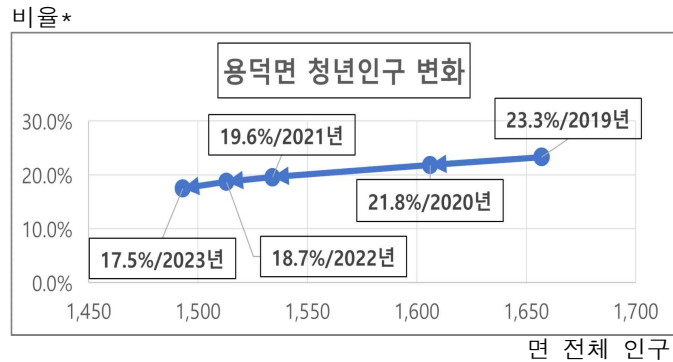 비율*
용덕면 청년인구 변화
30.0%
20.0%
10.0%
0.0%
19.6%/2021년
23.3%/2019년
21.8%/2020년
17.5%/2023년
18.7%/2022년
1,450
1,500
1,550
1,600
1,650
1,700
면 전체 인구